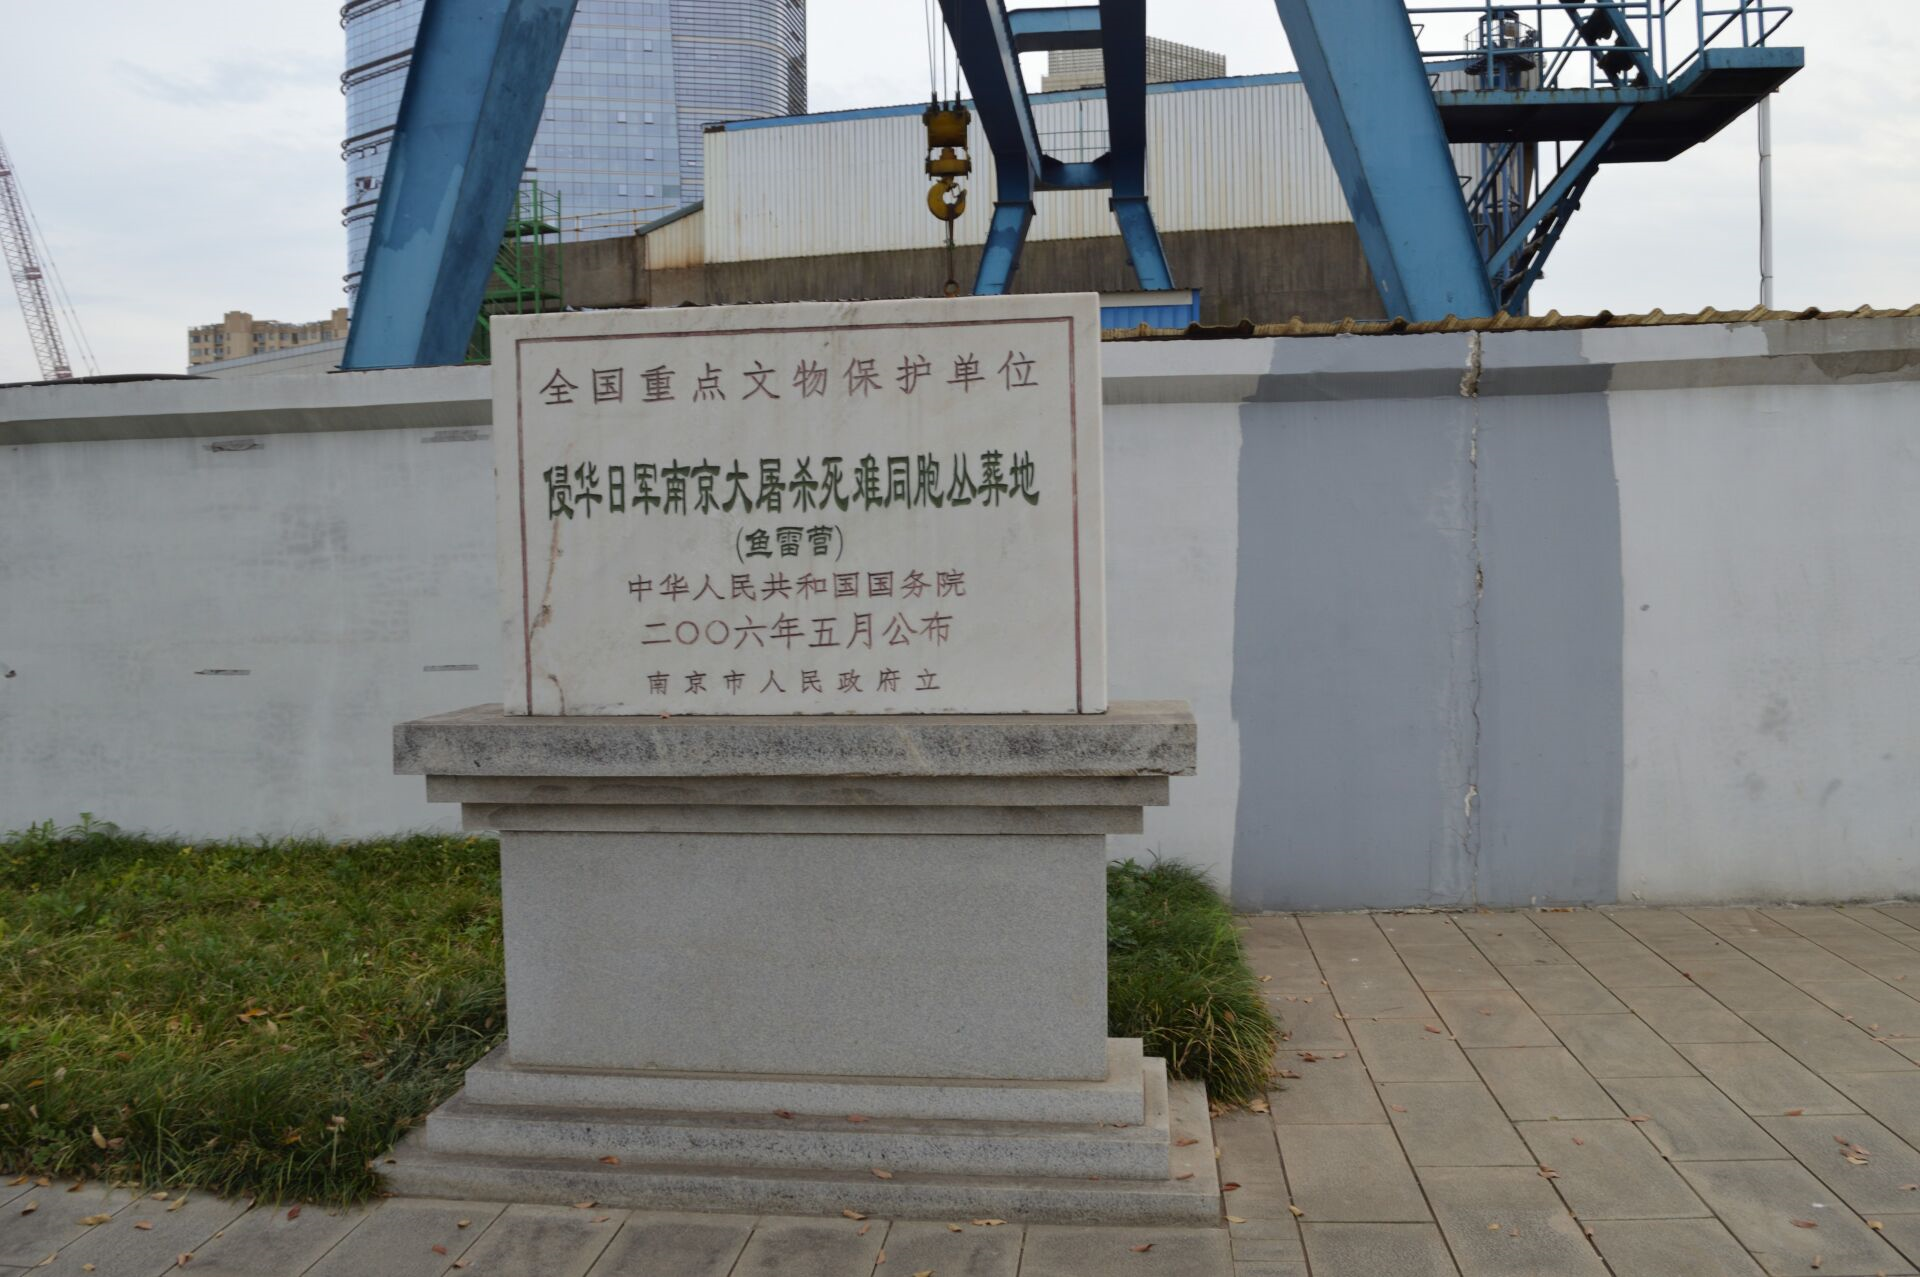 全国重点文物保护单位
侵华日军南京大屠杀死难同胞丛葬地
(鱼雷营)
中华人民共和国国务院
二〇〇六年五月公布
南京市人民政府立